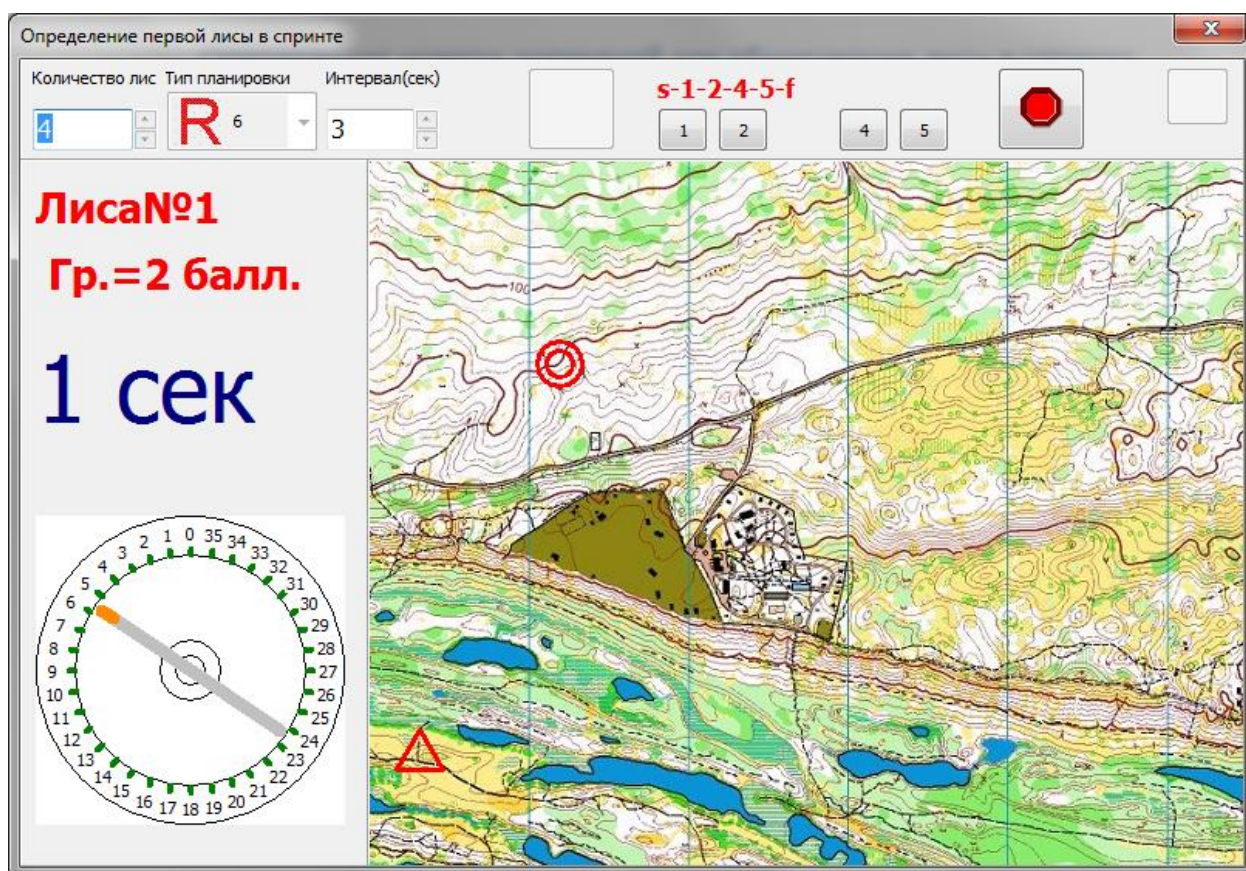 Определение первой лисы в спринте
Количество лис Тип планировки Интервал(сек)
4
R 6
3
s-1-2-4-5-f
1 2 4 5
Лиса№1
Гр.=2 балл.
1 сек
100
0 35 34 33 32 31 30 29 28 27 26 25 24 23 22 21 20 19 18 17 16 15 14 13 12 11 10 9 8 7 6 5 4 3 2 1